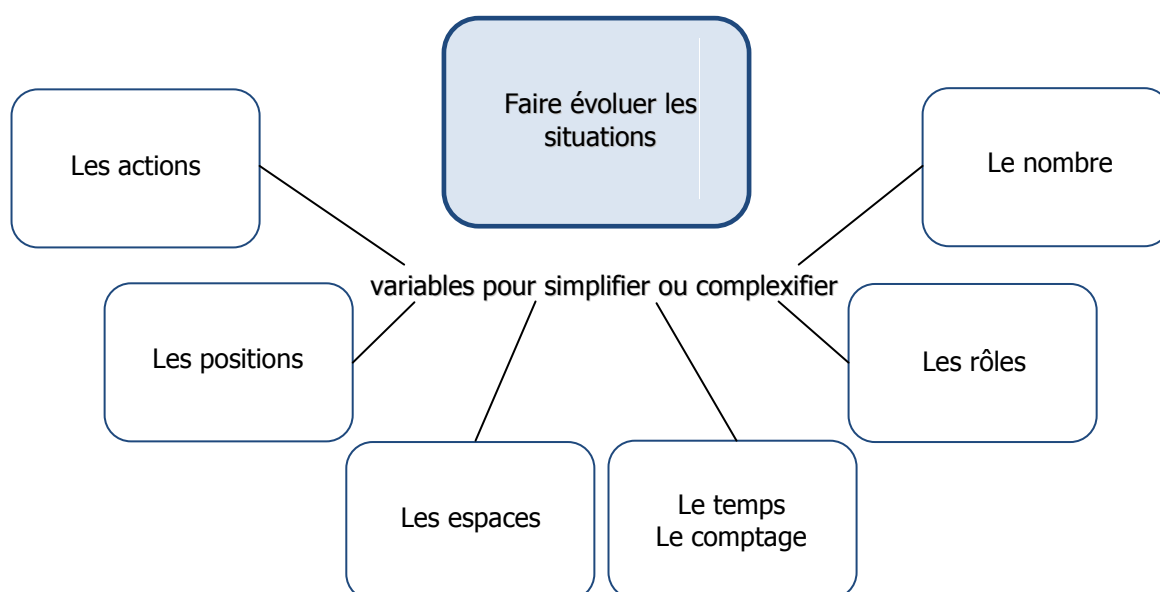 Faire évoluer les
situations
Les actions
Le nombre
variables pour simplifier ou complexifier
Les positions
Les rôles
Les espaces
Le temps
Le comptage